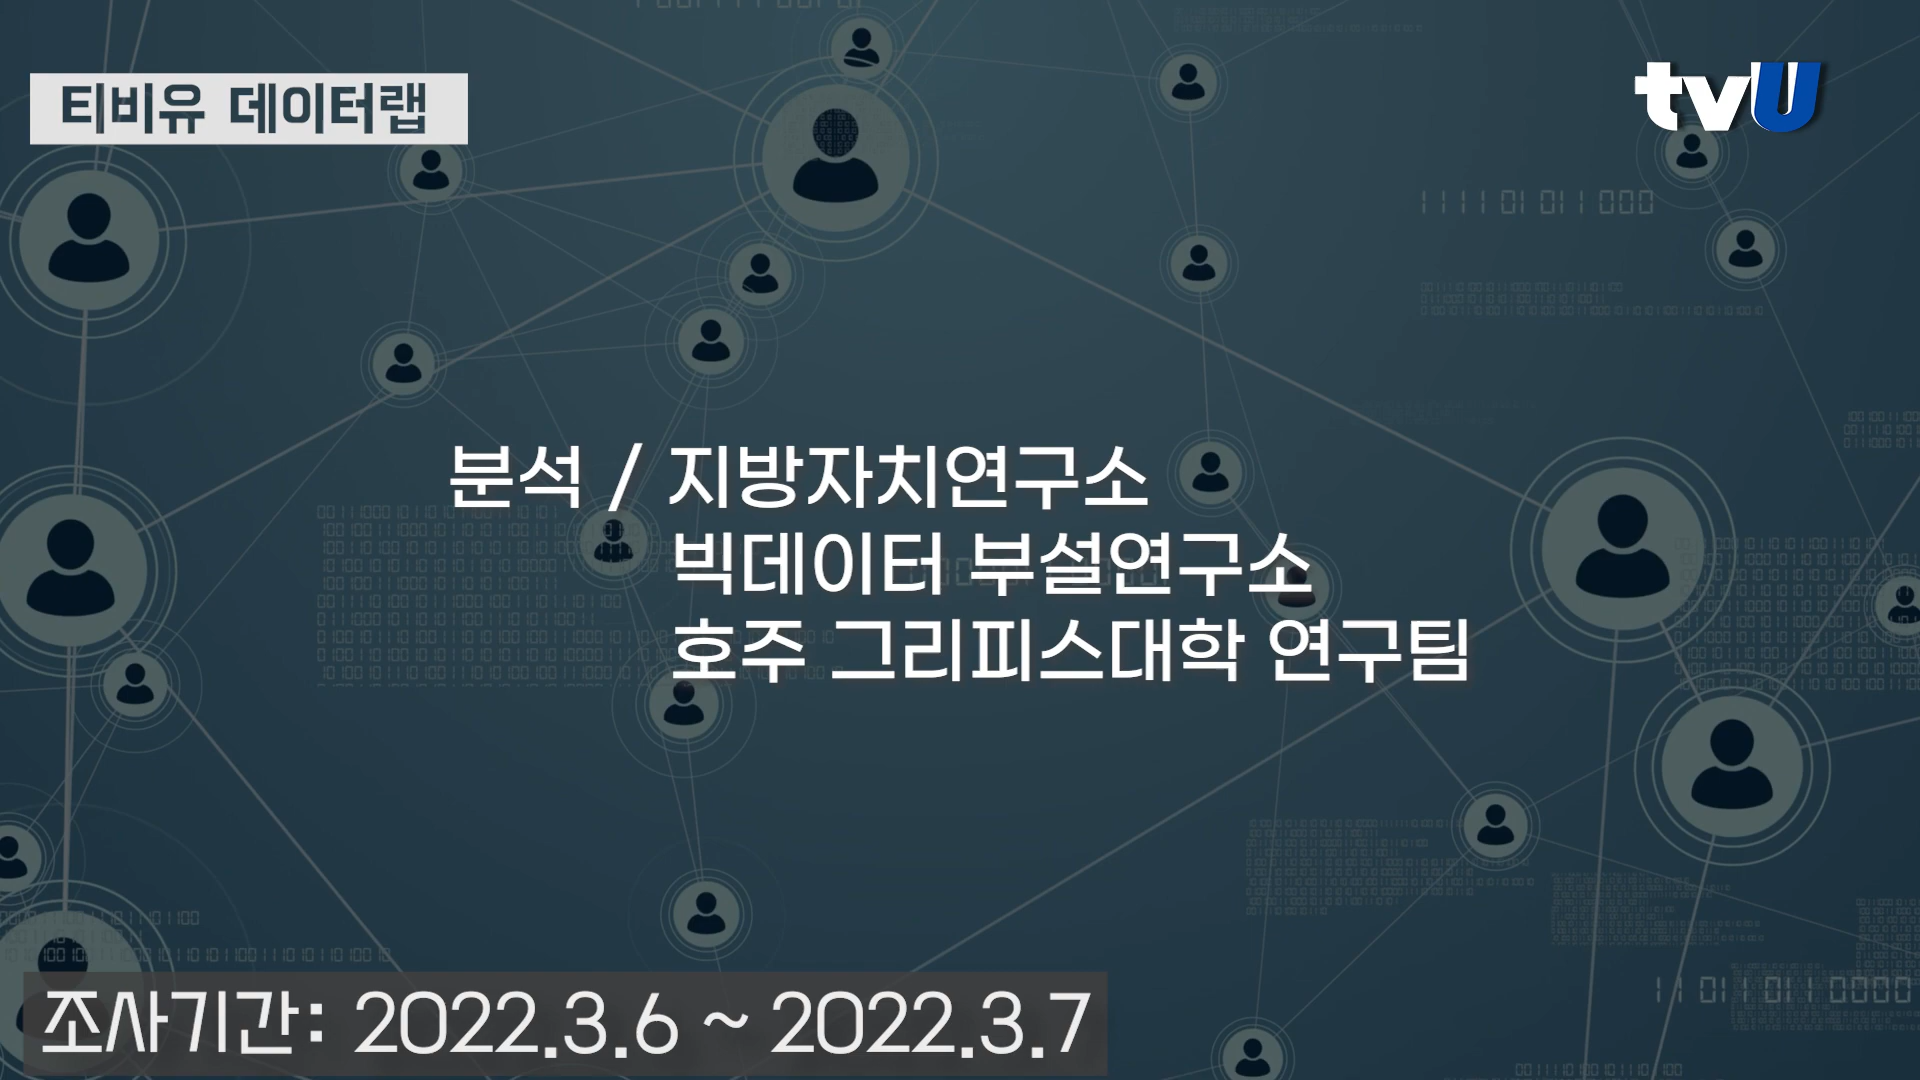 티비유 데이터랩
tvU
분석 / 지방자치연구소
빅데이터 부설연구소
호주 그리피스대학 연구팀
조사기간: 2022.3.6 ~ 2022.3.7